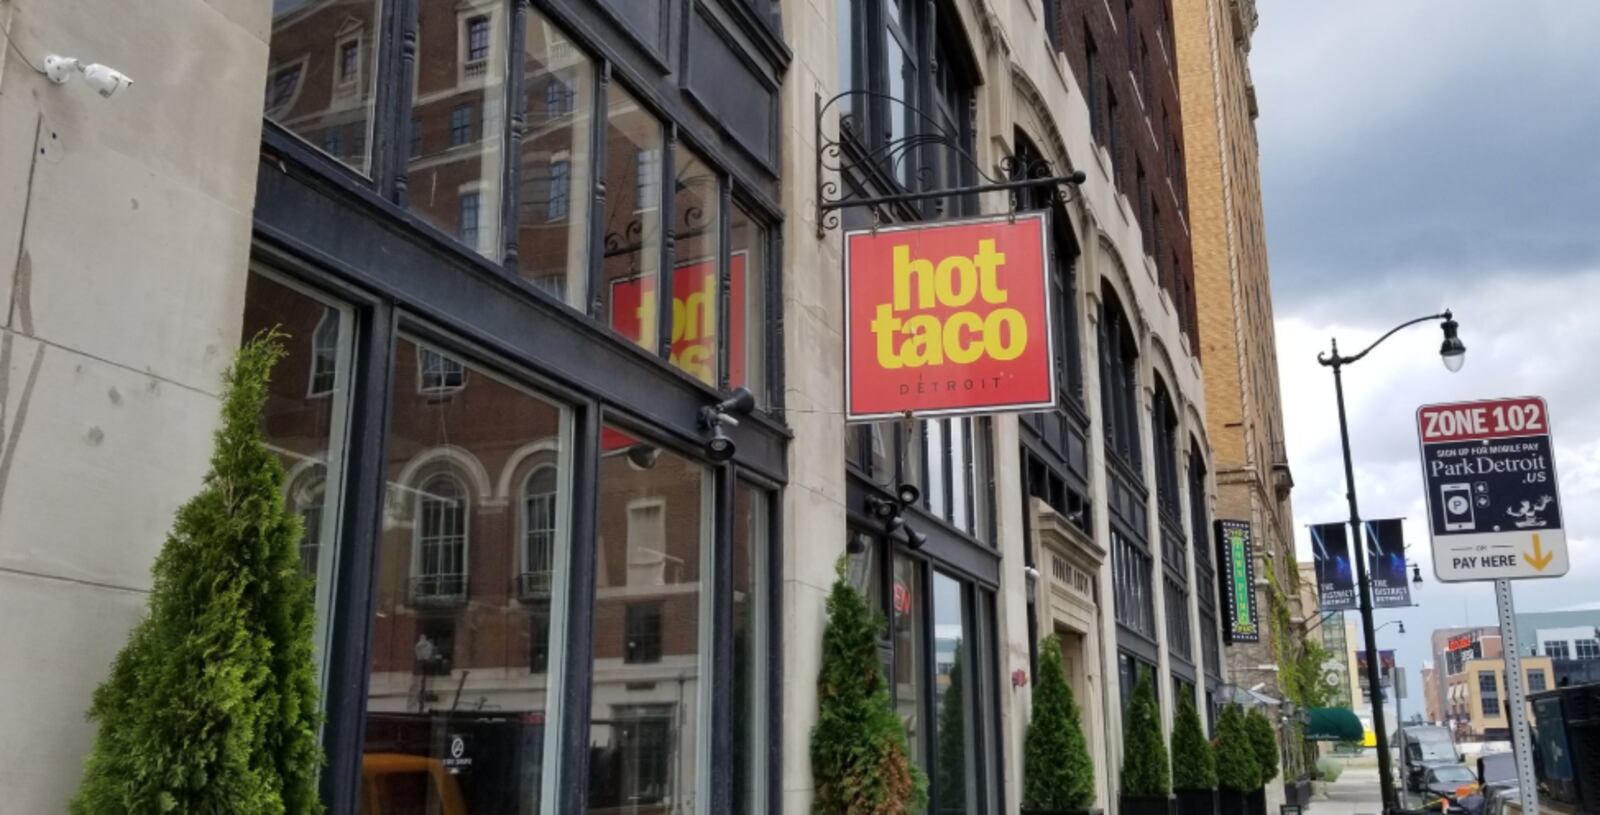 hot
taco
DETROIT
ZONE 102
SIGN UP FOR MOBILE PAY
ParkDetroit
.US
P
OR
PAY HERE
THE
DISTRICT
DETROIT
THE
DISTRICT
DETROIT